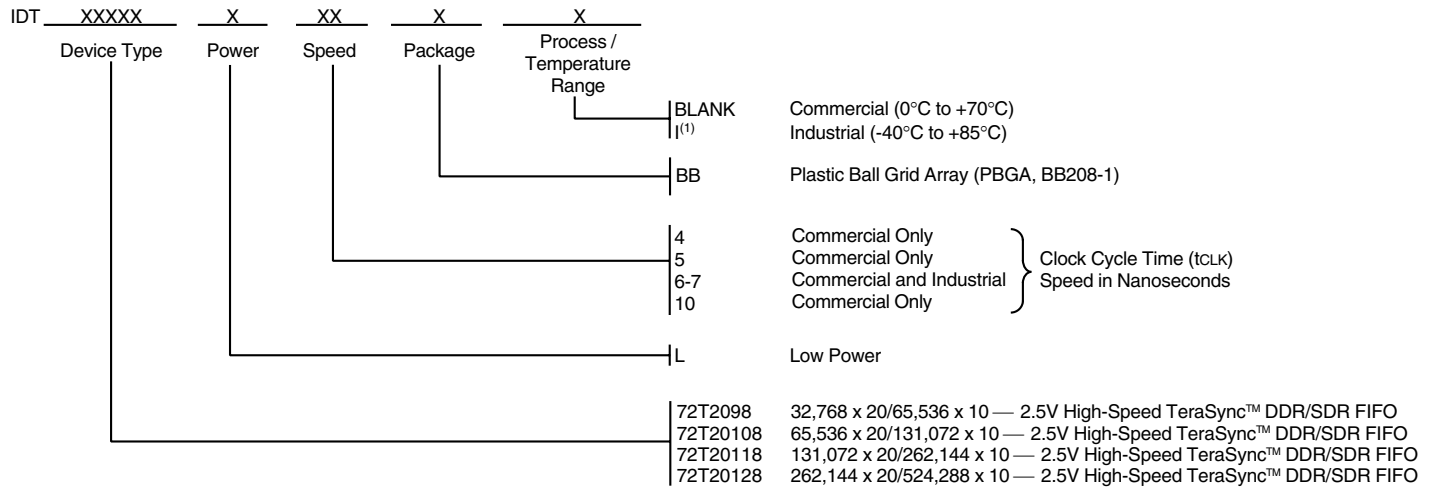 IDT XXXXX X XX X X
Device Type Power Speed Package Process /
Temperature
Range
BLANK Commercial (0°C to +70°C)
I(1) Industrial (-40°C to +85°C)
BB Plastic Ball Grid Array (PBGA, BB208-1)
4 Commercial Only
5 Commercial Only Clock Cycle Time (tCLK)
6-7 Commercial and Industrial Speed in Nanoseconds
10 Commercial Only
L Low Power
72T2098 32,768 x 20/65,536 x 10 — 2.5V High-Speed TeraSync™ DDR/SDR FIFO
72T20108 65,536 x 20/131,072 x 10 — 2.5V High-Speed TeraSync™ DDR/SDR FIFO
72T20118 131,072 x 20/262,144 x 10 — 2.5V High-Speed TeraSync™ DDR/SDR FIFO
72T20128 262,144 x 20/524,288 x 10 — 2.5V High-Speed TeraSync™ DDR/SDR FIFO